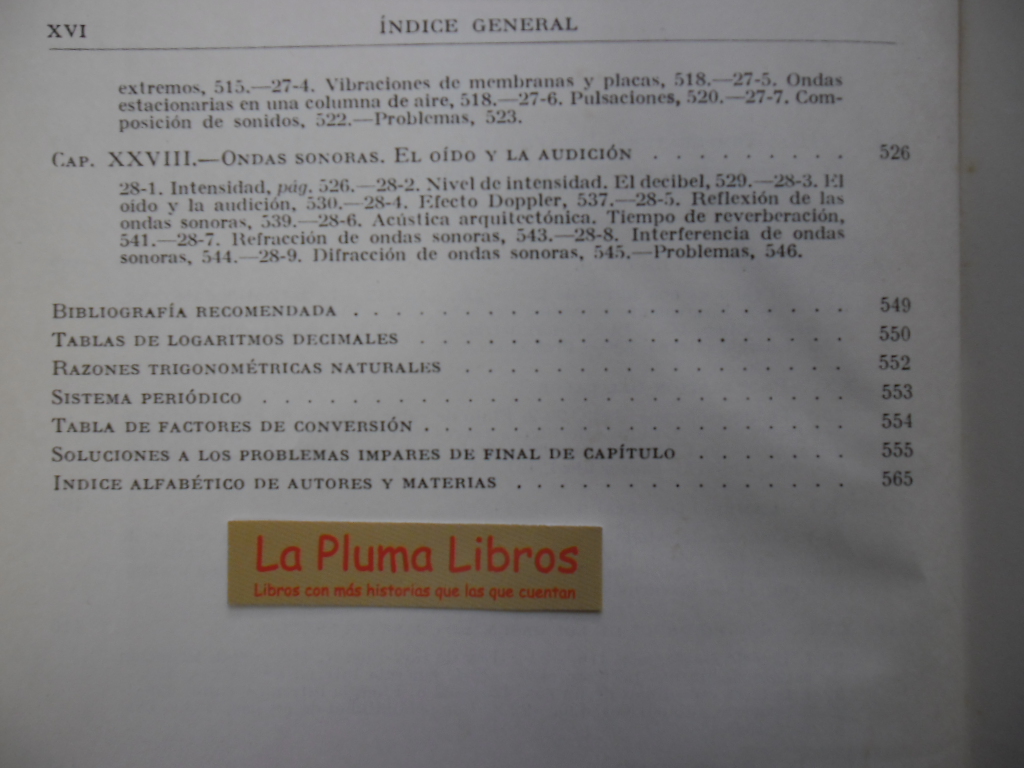 XVI ÍNDICE GENERAL
extremos, 515.—27-4. Vibraciones de membranas y placas, 518.—27-5. Ondas
estacionarias en una columna de aire, 518.—27-6. Pulsaciones, 520.—27-7. Com-
posición de sonidos, 522.—Problemas, 523.
CAP. XXVIII.—ONDAS SONORAS. EL OÍDO Y LA AUDICIÓN . . . . . . . . . 526
28-1. Intensidad, pág. 526.—28-2. Nivel de intensidad. El decibel, 529.—28-3. El
oido y la audición, 530.—28-4. Efecto Doppler, 537.—28-5. Reflexión de las
ondas sonoras, 539.—28-6. Acústica arquitectónica. Tiempo de reverberación,
541.—28-7. Refracción de ondas sonoras, 543.—28-8. Interferencia de ondas
sonoras, 544.—28-9. Difracción de ondas sonoras, 545.—Problemas, 546.
BIBLIOGRAFÍA RECOMENDADA . . . . . . . . . . . . . . . . . . . . . 549
TABLAS DE LOGARITMOS DECIMALES . . . . . . . . . . . . . . . . . . 550
RAZONES TRIGONOMÉTRICAS NATURALES . . . . . . . . . . . . . . . . 552
SISTEMA PERIÓDICO . . . . . . . . . . . . . . . . . . . . . . . . . 553
TABLA DE FACTORES DE CONVERSIÓN . . . . . . . . . . . . . . . . . . 554
SOLUCIONES A LOS PROBLEMAS IMPARES DE FINAL DE CAPÍTULO . . . . . . . 555
INDICE ALFABÉTICO DE AUTORES Y MATERIAS . . . . . . . . . . . . . . 565
La Pluma Libros
Libros con más historias que las que cuentan